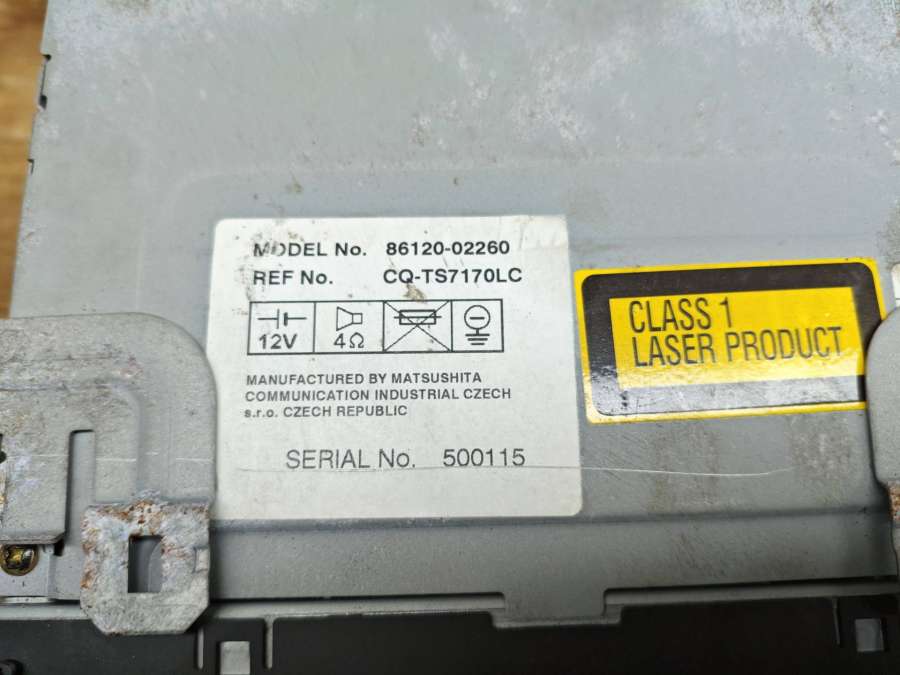 MODEL No. 86120-02260
REF No. CQ-TS7170LC
12V
4Ω
MANUFACTURED BY MATSUSHITA
COMMUNICATION INDUSTRIAL CZECH
s.r.o. CZECH REPUBLIC
SERIAL No. 500115
CLASS 1
LASER PRODUCT